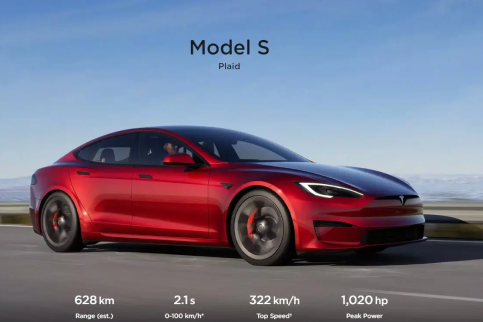 Model S
Plaid
628 km 2.1 s 322 km/h 1,020 hp
Range (est.) 0-100 km/h* Top Speed† Peak Power